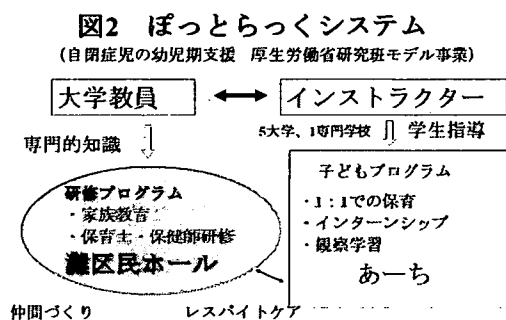 図2 ぽっとらっくシステム
(自閉症児の幼児期支援 厚生労働省研究班モデル事業)
大学教員
インストラクター
5大学、1専門学校
学生指導
専門的知識
研修プログラム
・家族教育
・保育士・保健師研修
灘区民ホール
子どもプログラム
・1:1での保育
・インターンシップ
・観察学習
あーち
仲間づくり
レスパイトケア